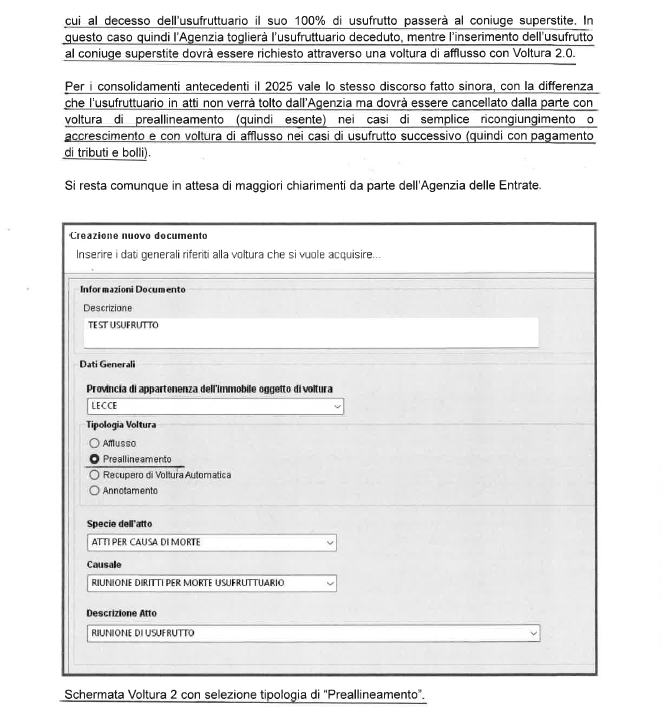 cui al decesso dell'usufruttuario il suo 100% di usufrutto passerà al coniuge superstite. In
questo caso quindi l'Agenzia toglierà l'usufruttuario deceduto, mentre l'inserimento dell'usufrutto
al coniuge superstite dovrà essere richiesto attraverso una voltura di afflusso con Voltura 2.0.
Per i consolidamenti antecedenti il 2025 vale lo stesso discorso fatto sinora, con la differenza
che l'usufruttuario in atti non verrà tolto dall'Agenzia ma dovrà essere cancellato dalla parte con
voltura di preallineamento (quindi esente) nei casi di semplice ricongiungimento o
accrescimento e con voltura di afflusso nei casi di usufrutto successivo (quindi con pagamento
di tributi e bolli).
Si resta comunque in attesa di maggiori chiarimenti da parte dell'Agenzia delle Entrate.
Creazione nuovo documento
Inserire i dati generali riferiti alla voltura che si vuole acquisire...
Informazioni Documento
Descrizione
TEST USUFRUTTO
Dati Generali
Provincia di appartenenza dell'immobile oggetto di voltura
LECCE
Tipologia Voltura
Afflusso
Preallineamento
Recupero di Voltura Automatica
Annotamento
Specie dell'atto
ATTI PER CAUSA DI MORTE
Causale
RIUNIONE DIRITTI PER MORTE USUFRUTTUARIO
Descrizione Atto
RIUNIONE DI USUFRUTTO
Schermata Voltura 2 con selezione tipologia di "Preallineamento".